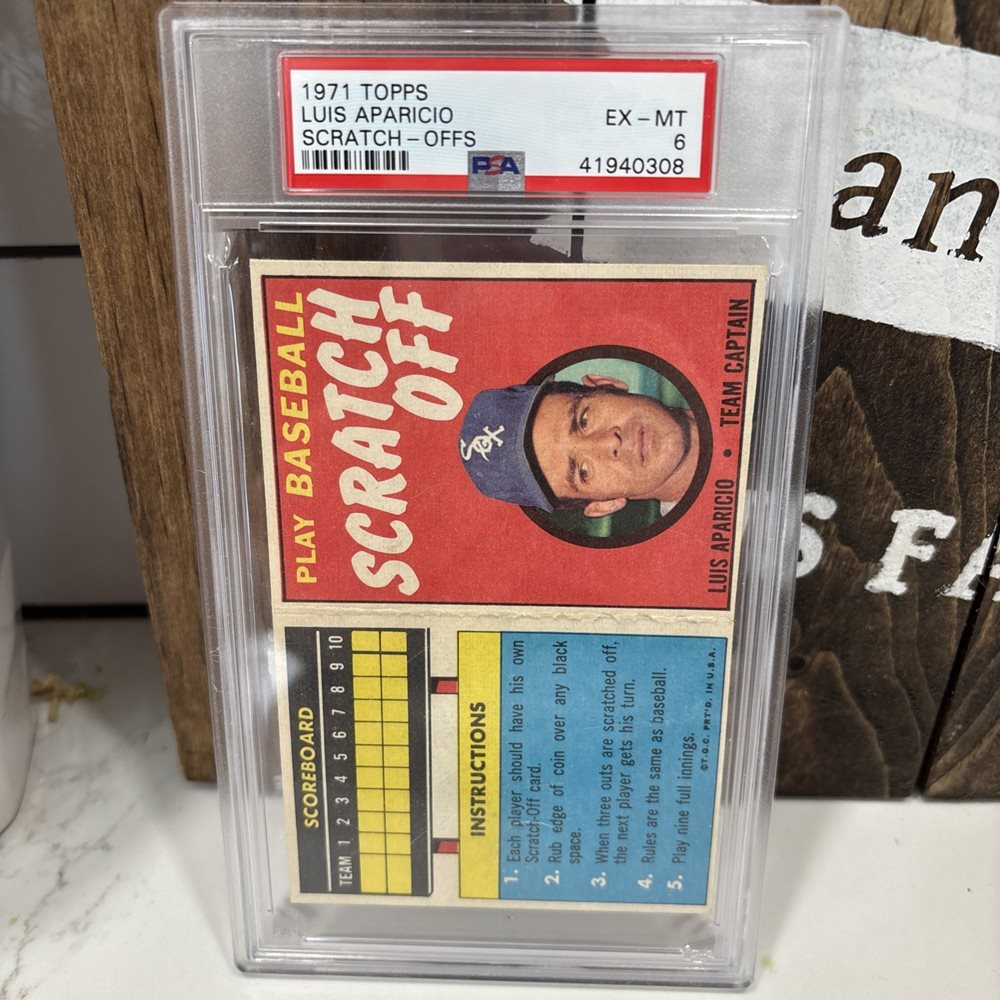 1971 TOPPS
LUIS APARICIO
SCRATCH-OFFS
EX-MT
6
41940308
PSA
PLAY BASEBALL
SCRATCH
OFF
Sox
LUIS APARICIO • TEAM CAPTAIN
SCOREBOARD
TEAM 1 2 3 4 5 6 7 8 9 10
INSTRUCTIONS
1. Each player should have his own
Scratch-Off card.
2. Rub edge of coin over any black
space.
3. When three outs are scratched off,
the next player gets his turn.
4. Rules are the same as baseball.
5. Play nine full innings.
©T.C.G. PRT'D. IN U.S.A.
an
S FA